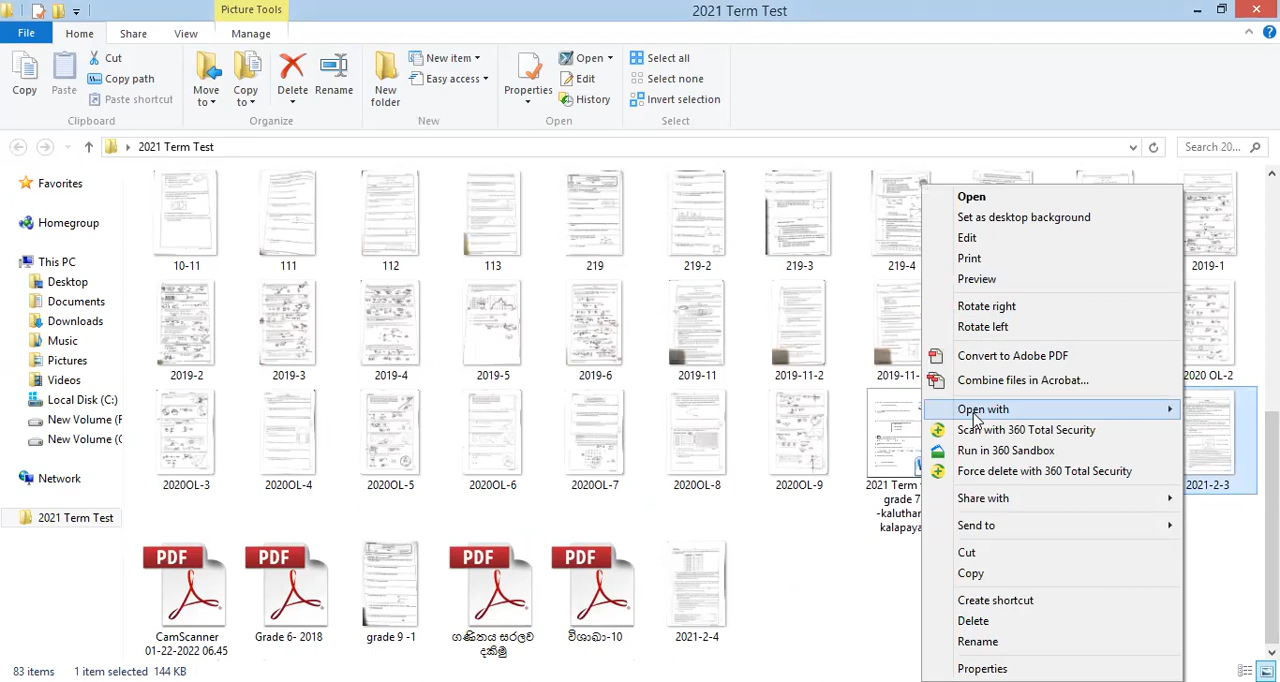 Picture Tools
2021 Term Test
File
Home
Share
View
Manage
Copy
Paste
Cut
Copy path
Paste shortcut
Clipboard
Move to
Copy to
Delete
Rename
Organize
New folder
New item
Easy access
New
Properties
Open
Edit
History
Open
Select all
Select none
Invert selection
Select
2021 Term Test
Search 20...
Favorites
Homegroup
This PC
Desktop
Documents
Downloads
Music
Pictures
Videos
Local Disk (C:)
New Volume (
New Volume (
Network
2021 Term Test
10-11
111
112
113
219
219-2
219-3
219-4
2019-1
2019-2
2019-3
2019-4
2019-5
2019-6
2019-11
2019-11-2
2019-11-
2020 OL-2
2020OL-3
2020OL-4
2020OL-5
2020OL-6
2020OL-7
2020OL-8
2020OL-9
2021 Term
grade 7
-kalutha
kalapaya
2021-2-3
PDF
PDF
PDF
PDF
CamScanner
01-22-2022 06.45
Grade 6- 2018
grade 9 -1
ගණිතය සරලව
දකිමු
විශාඛා-10
2021-2-4
Open
Set as desktop background
Edit
Print
Preview
Rotate right
Rotate left
Convert to Adobe PDF
Combine files in Acrobat...
Open with
Scan with 360 Total Security
Run in 360 Sandbox
Force delete with 360 Total Security
Share with
Send to
Cut
Copy
Create shortcut
Delete
Rename
Properties
83 items
1 item selected 144 KB